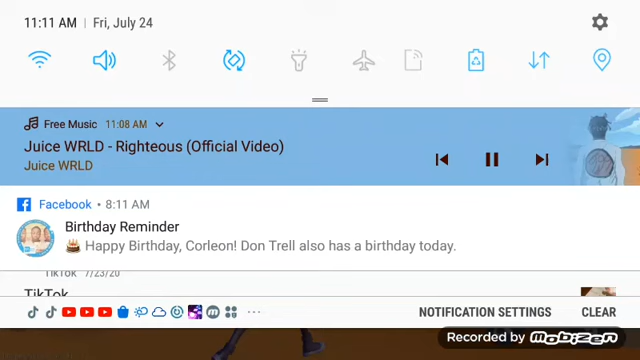 11:11 AM | Fri, July 24
Free Music 11:08 AM
Juice WRLD - Righteous (Official Video)
Juice WRLD
Facebook • 8:11 AM
Birthday Reminder
🎂 Happy Birthday, Corleon! Don Trell also has a birthday today.
TikTok 7/23/20
TikTok
NOTIFICATION SETTINGS CLEAR
Recorded by Mobizen